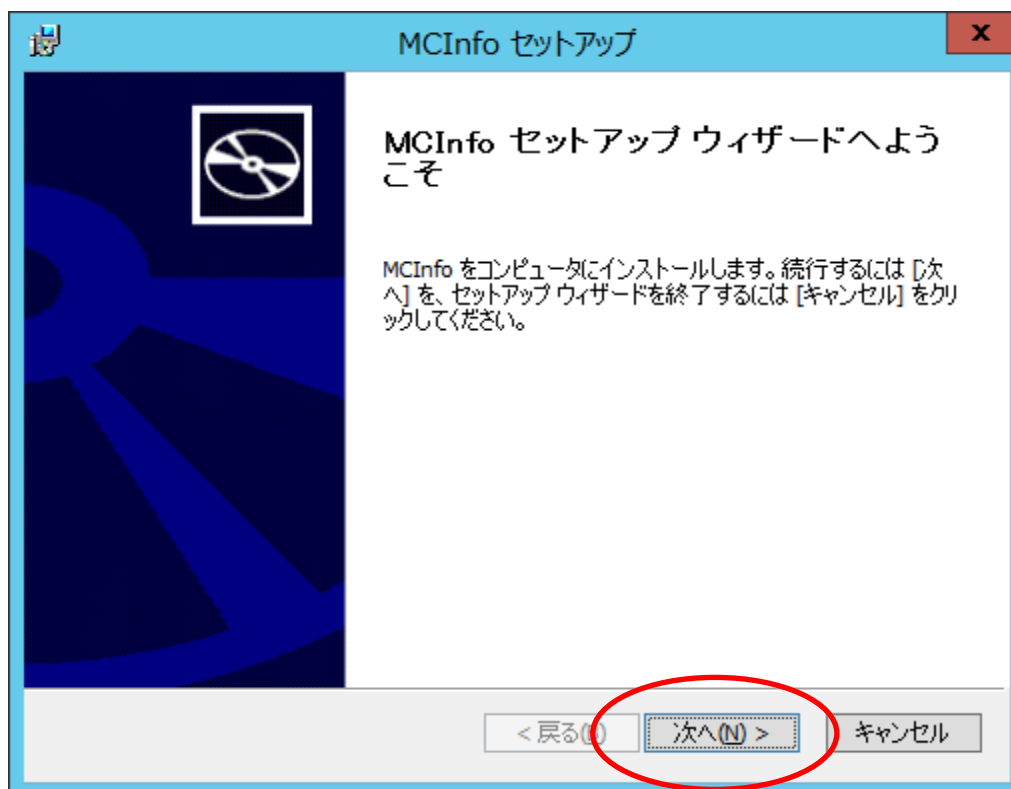 MCInfo セットアップ
x
MCInfo セットアップ ウィザードへよう
こそ
MCInfo をコンピュータにインストールします。続行するには [次
へ] を、セットアップ ウィザードを終了するには [キャンセル] をクリ
ックしてください。
< 戻る(B) 次へ(N) > キャンセル